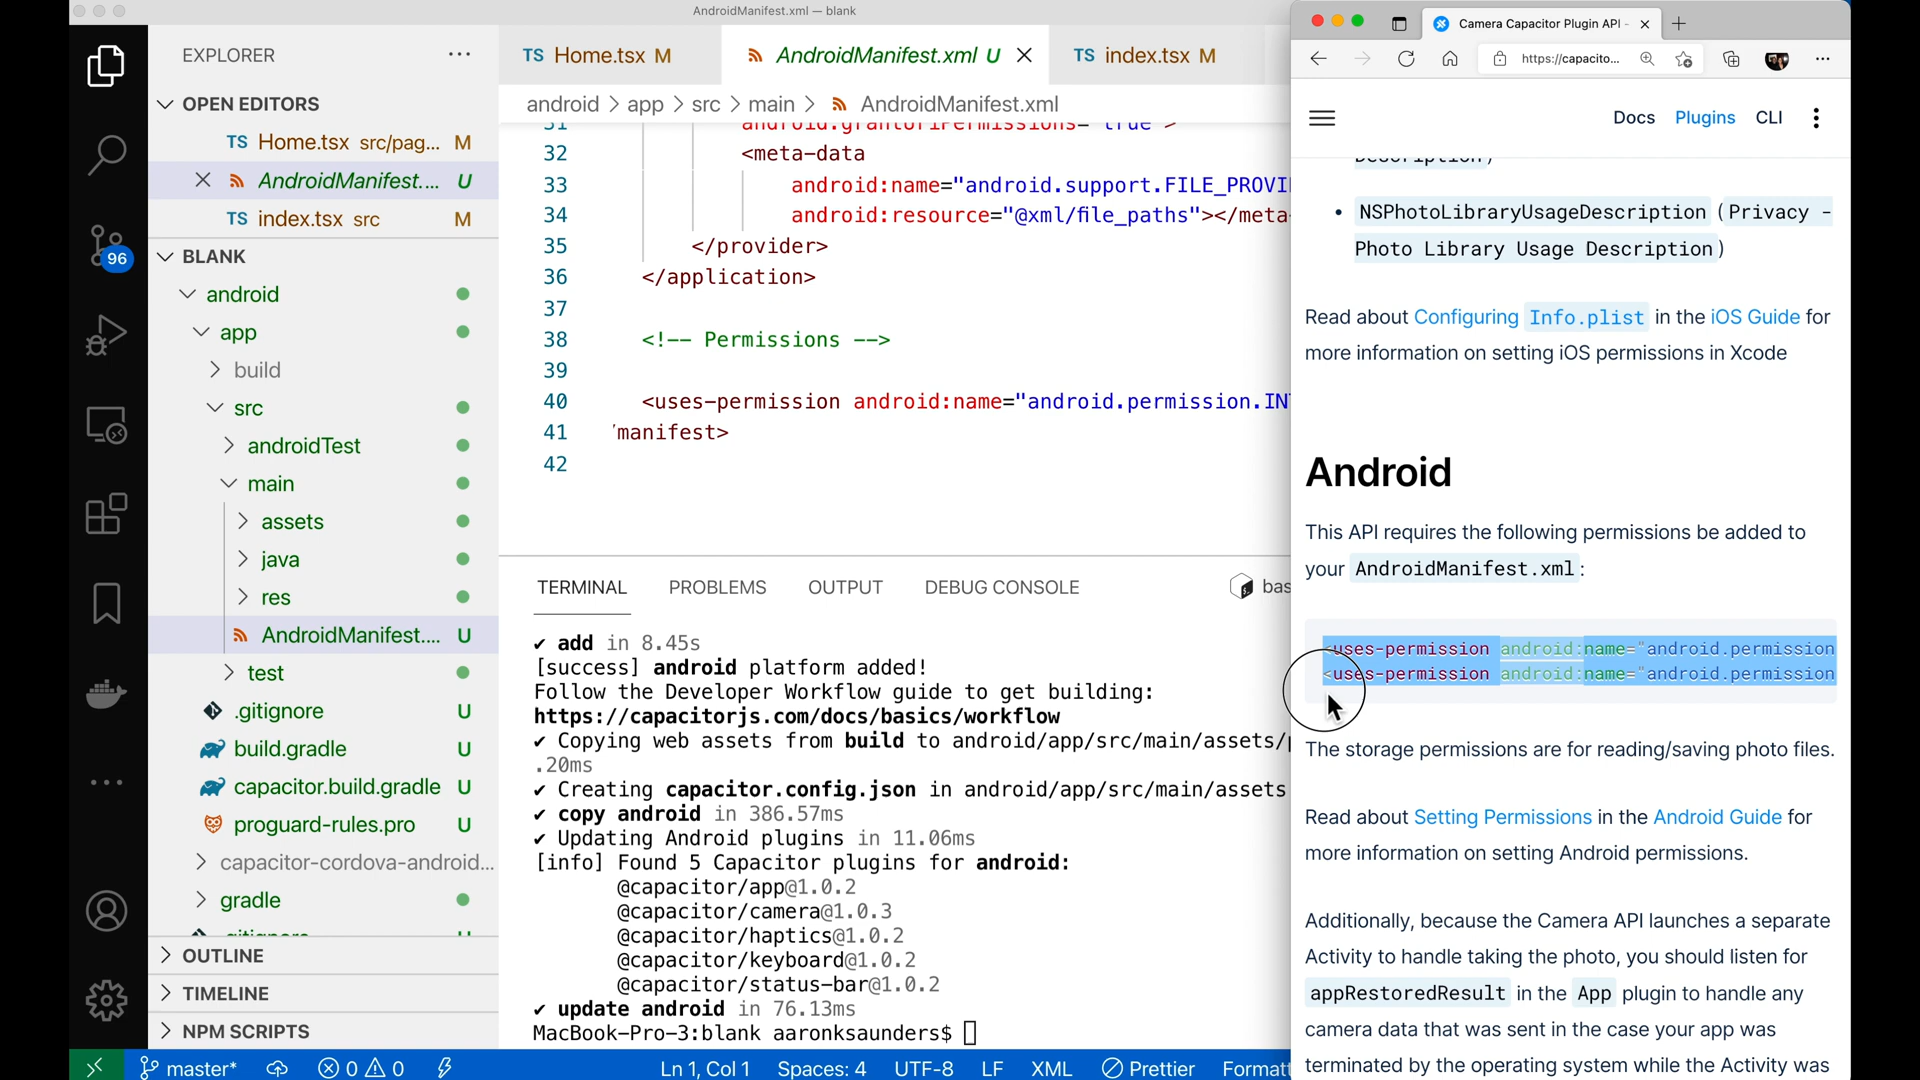 AndroidManifest.xml — blank
EXPLORER
OPEN EDITORS
TS Home.tsx src/pag... M
AndroidManifest.... U
TS index.tsx src M
BLANK
android
app
build
src
androidTest
main
assets
java
res
AndroidManifest.... U
test
.gitignore U
build.gradle U
capacitor.build.gradle U
proguard-rules.pro U
capacitor-cordova-android...
gradle
OUTLINE
TIMELINE
NPM SCRIPTS
96
TS Home.tsx M
AndroidManifest.xml U
TS index.tsx M
android > app > src > main > AndroidManifest.xml
31 android:grantUriPermissions="true">
32 <meta-data
33 android:name="android.support.FILE_PROVI
34 android:resource="@xml/file_paths"></meta-
35 </provider>
36 </application>
37
38 <!-- Permissions -->
39
40 <uses-permission android:name="android.permission.IN
41 manifest>
42
TERMINAL PROBLEMS OUTPUT DEBUG CONSOLE bas
✔ add in 8.45s
[success] android platform added!
Follow the Developer Workflow guide to get building:
https://capacitorjs.com/docs/basics/workflow
✔ Copying web assets from build to android/app/src/main/assets/p
.20ms
✔ Creating capacitor.config.json in android/app/src/main/assets
✔ copy android in 386.57ms
✔ Updating Android plugins in 11.06ms
[info] Found 5 Capacitor plugins for android:
@capacitor/app@1.0.2
@capacitor/camera@1.0.3
@capacitor/haptics@1.0.2
@capacitor/keyboard@1.0.2
@capacitor/status-bar@1.0.2
✔ update android in 76.13ms
MacBook-Pro-3:blank aaronksaunders$
master* 0 0 Ln 1, Col 1 Spaces: 4 UTF-8 LF XML Prettier Formatt
Camera Capacitor Plugin API -
https://capacito...
Docs Plugins CLI
Description)
• NSPhotoLibraryUsageDescription (Privacy -
Photo Library Usage Description)
Read about Configuring Info.plist in the iOS Guide for
more information on setting iOS permissions in Xcode
Android
This API requires the following permissions be added to
your AndroidManifest.xml:
<uses-permission android:name="android.permission
<uses-permission android:name="android.permission
The storage permissions are for reading/saving photo files.
Read about Setting Permissions in the Android Guide for
more information on setting Android permissions.
Additionally, because the Camera API launches a separate
Activity to handle taking the photo, you should listen for
appRestoredResult in the App plugin to handle any
camera data that was sent in the case your app was
terminated by the operating system while the Activity was